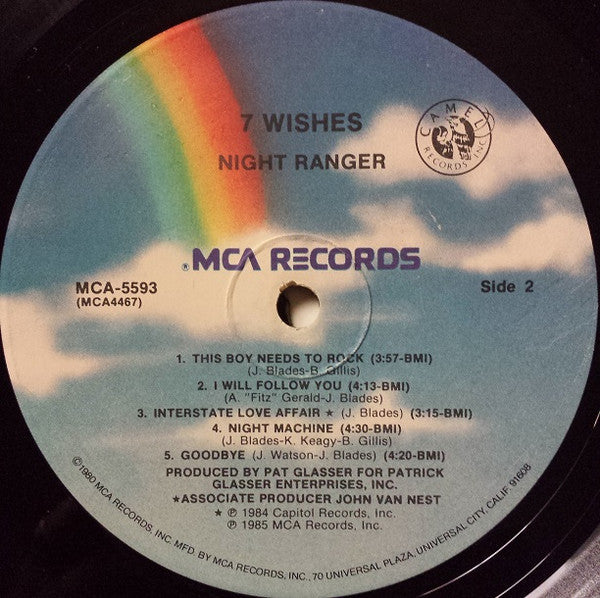 7 WISHES
NIGHT RANGER
CAMEL
RECORDS INC.
® MCA RECORDS
MCA-5593
(MCA4467)
Side 2
1. THIS BOY NEEDS TO ROCK (3:57-BMI)
(J. Blades-B. Gillis)
2. I WILL FOLLOW YOU (4:13-BMI)
(A. "Fitz" Gerald-J. Blades)
3. INTERSTATE LOVE AFFAIR ★ (J. Blades) (3:15-BMI)
4. NIGHT MACHINE (4:30-BMI)
(J. Blades-K. Keagy-B. Gillis)
5. GOODBYE (J. Watson-J. Blades) (4:20-BMI)
PRODUCED BY PAT GLASSER FOR PATRICK
GLASSER ENTERPRISES, INC.
★ASSOCIATE PRODUCER JOHN VAN NEST
★ ℗ 1984 Capitol Records, Inc.
℗ 1985 MCA Records, Inc.
©1980 MCA RECORDS, INC. MFD. BY MCA RECORDS, INC., 70 UNIVERSAL PLAZA, UNIVERSAL CITY, CALIF. 91608